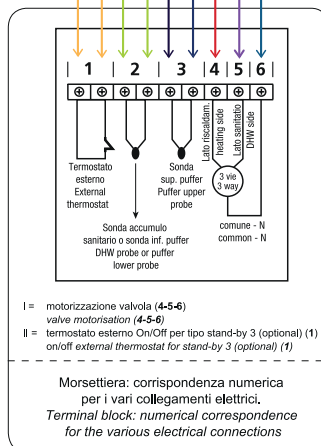 1 2 3 4 5 6
Lato riscaldam.
heating side
Lato sanitatio
DHW side
Termostato
esterno
External
thermostat
Sonda
sup. puffer
Puffer upper
probe
3 vie
3 way
Sonda accumulo
sanitario o sonda inf. puffer
DHW probe or puffer
lower probe
comune - N
common - N
I = motorizzazione valvola (4-5-6)
valve motorisation (4-5-6)
II = termostato esterno On/Off per tipo stand-by 3 (optional) (1)
on/off external thermostat for stand-by 3 (optional) (1)
Morsettiera: corrispondenza numerica
per i vari collegamenti elettrici.
Terminal block: numerical correspondence
for the various electrical connections